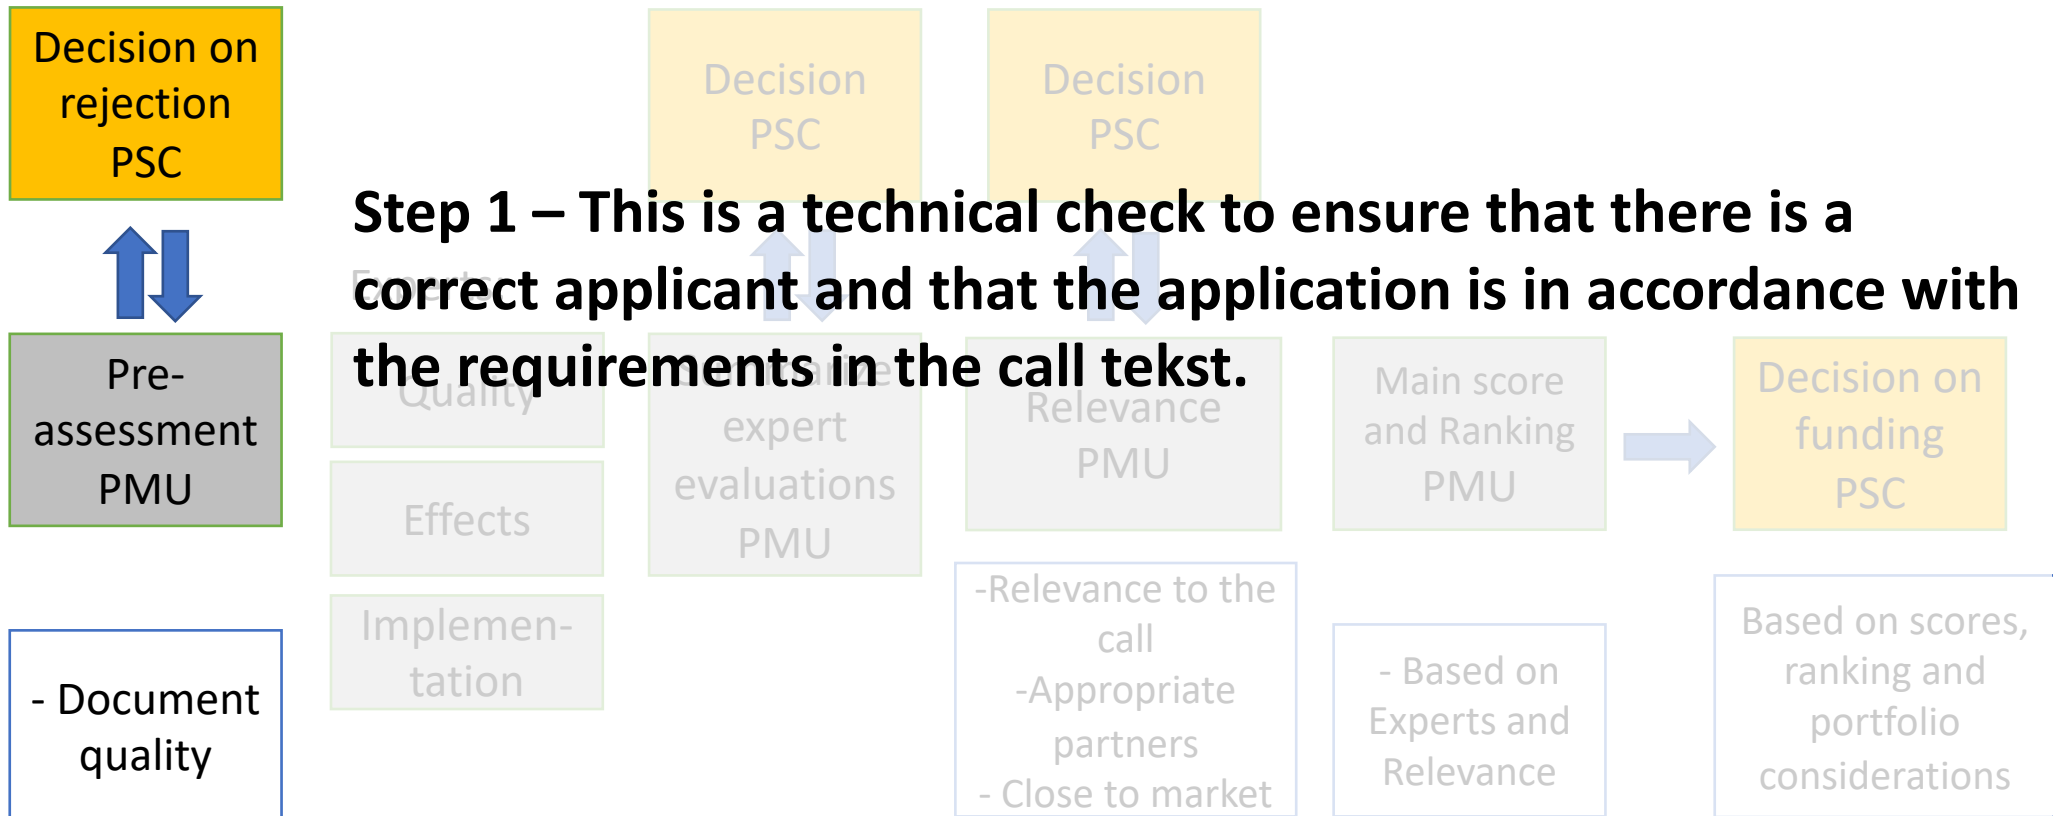 Decision on
rejection
PSC
Decision
PSC
Decision
PSC
Step 1 – This is a technical check to ensure that there is a
correct applicant and that the application is in accordance with
the requirements in the call tekst.
Pre-
assessment
PMU
- Document
quality
Experts:
Quality
Effects
Implemen-
tation
Summarize
expert
evaluations
PMU
Relevance
PMU
-Relevance to the
call
-Appropriate
partners
- Close to market
Main score
and Ranking
PMU
- Based on
Experts and
Relevance
Decision on
funding
PSC
Based on scores,
ranking and
portfolio
considerations